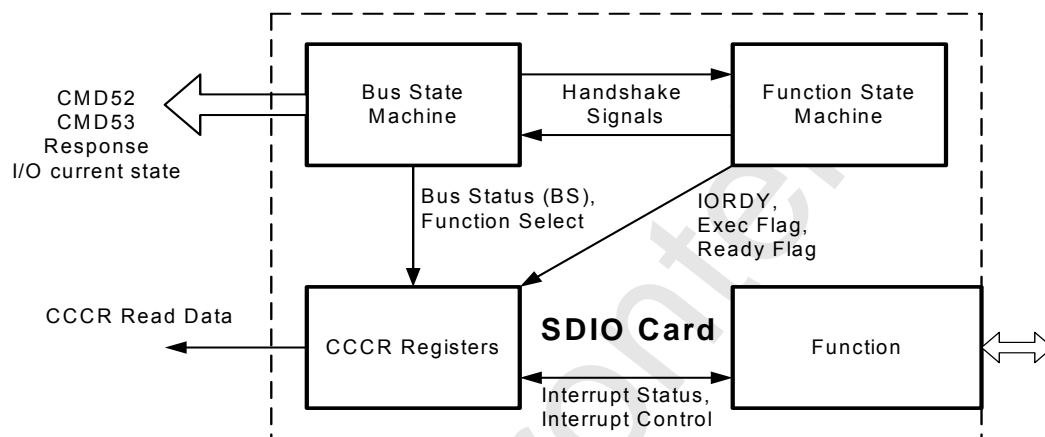 Bus State
Machine
Handshake
Signals
Function State
Machine
CMD52
CMD53
Response
I/O current state
Bus Status (BS),
Function Select
IORDY,
Exec Flag,
Ready Flag
CCCR Read Data
CCCR Registers
SDIO Card
Function
Interrupt Status,
Interrupt Control